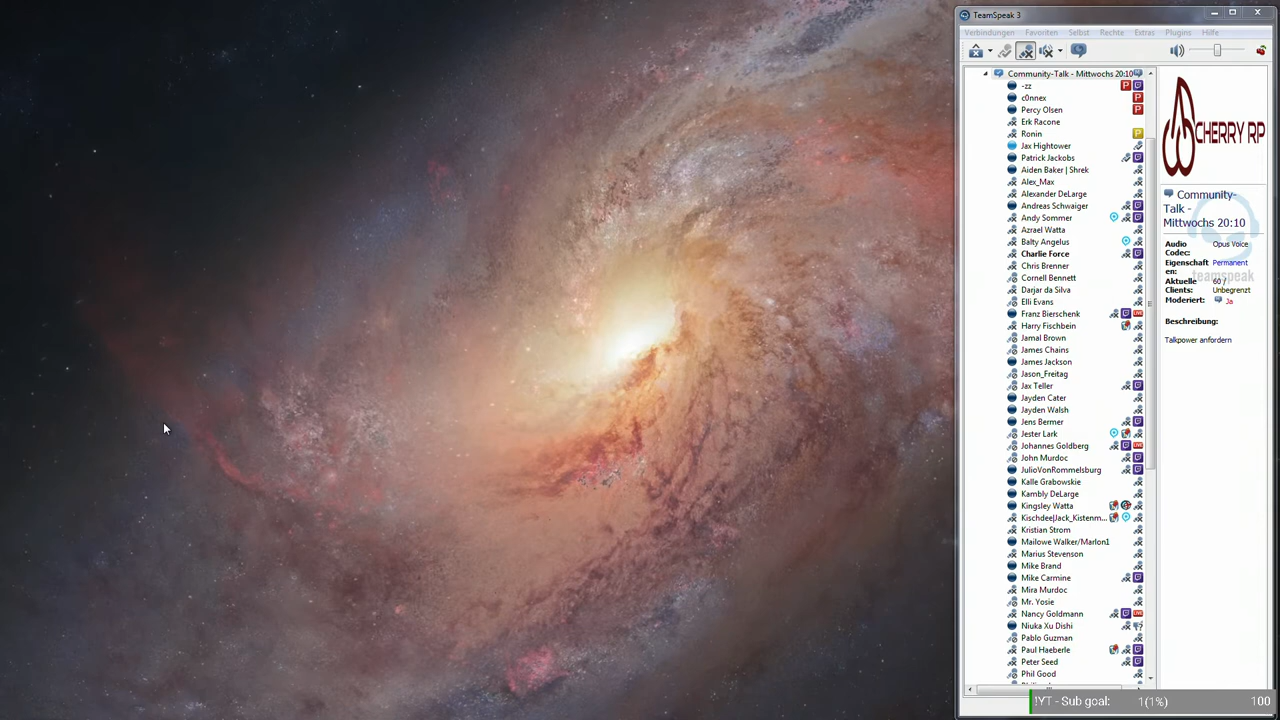 TeamSpeak 3
Verbindungen Favoriten Selbst Rechte Extras Plugins Hilfe
Community-Talk - Mittwochs 20:10
-zz
c0nnex
Percy Olsen
Erk Racone
Ronin
Jax Hightower
Patrick Jackobs
Aiden Baker | Shrek
Alex_Max
Alexander DeLarge
Andreas Schwaiger
Andy Sommer
Azrael Watta
Balty Angelus
Charlie Force
Chris Brenner
Cornell Bennett
Darjar da Silva
Elli Evans
Franz Bierschenk
Harry Fischbein
Jamal Brown
James Chains
James Jackson
Jason_Freitag
Jax Teller
Jayden Cater
Jayden Walsh
Jens Bermer
Jester Lark
Johannes Goldberg
John Murdoc
JulioVonRommelsburg
Kalle Grabowskie
Kambly DeLarge
Kingsley Watta
Kischdee|Jack_Kistenm...
Kristian Strom
Mailowe Walker/Marlon1
Marius Stevenson
Mike Brand
Mike Carmine
Mira Murdoc
Mr. Yosie
Nancy Goldmann
Niuka Xu Dishi
Pablo Guzman
Paul Haeberle
Peter Seed
Phil Good
CHERRY RP
Community-
Talk -
Mittwochs 20:10
Audio Opus Voice
Codec:
Eigenschaft Permanent
en:
teamspeak
Aktuelle 60 /
Clients: Unbegrenzt
Moderiert: Ja
Beschreibung:
Talkpower anfordern
!YT - Sub goal: 1(1%) 100